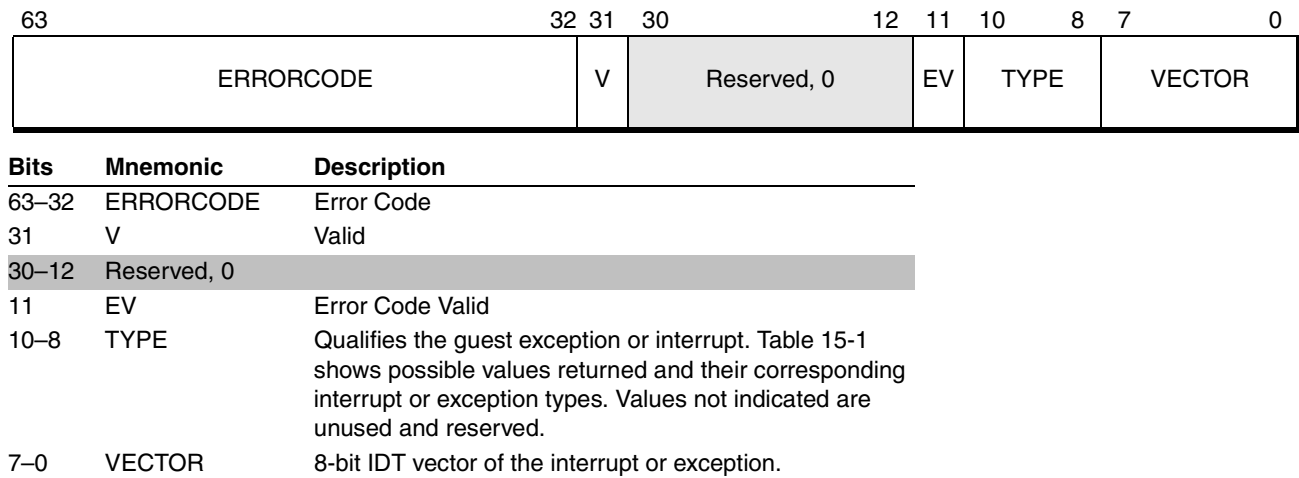 63 32 31 30 12 11 10 8 7 0
ERRORCODE V Reserved, 0 EV TYPE VECTOR
Bits Mnemonic Description
63–32 ERRORCODE Error Code
31 V Valid
30–12 Reserved, 0
11 EV Error Code Valid
10–8 TYPE Qualifies the guest exception or interrupt. Table 15-1
shows possible values returned and their corresponding
interrupt or exception types. Values not indicated are
unused and reserved.
7–0 VECTOR 8-bit IDT vector of the interrupt or exception.